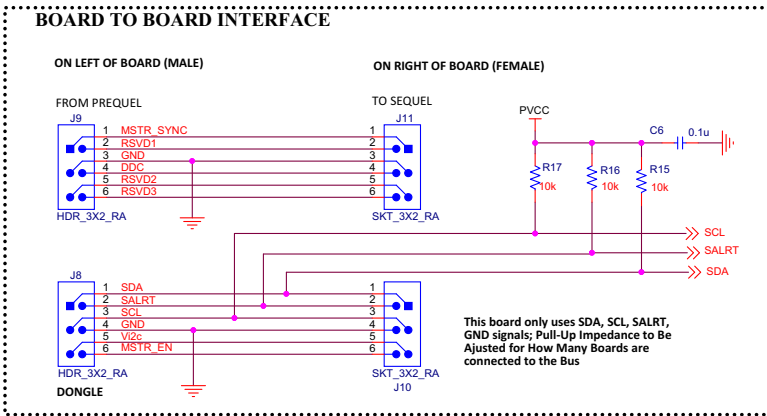 BOARD TO BOARD INTERFACE
ON LEFT OF BOARD (MALE)
ON RIGHT OF BOARD (FEMALE)
FROM PREQUEL
TO SEQUEL
J9
J11
1 MSTR_SYNC 1
2 RSVD1 2
3 GND 3
4 DDC 4
5 RSVD2 5
6 RSVD3 6
HDR_3X2_RA
SKT_3X2_RA
PVCC
C6
0.1u
R17
10k
R16
10k
R15
10k
SCL
SALRT
SDA
J8
1 SDA 1
2 SALRT 2
3 SCL 3
4 GND 4
5 Vi2c 5
6 MSTR_EN 6
HDR_3X2_RA
SKT_3X2_RA
DONGLE
J10
This board only uses SDA, SCL, SALRT,
GND signals; Pull-Up Impedance to Be
Ajusted for How Many Boards are
connected to the Bus